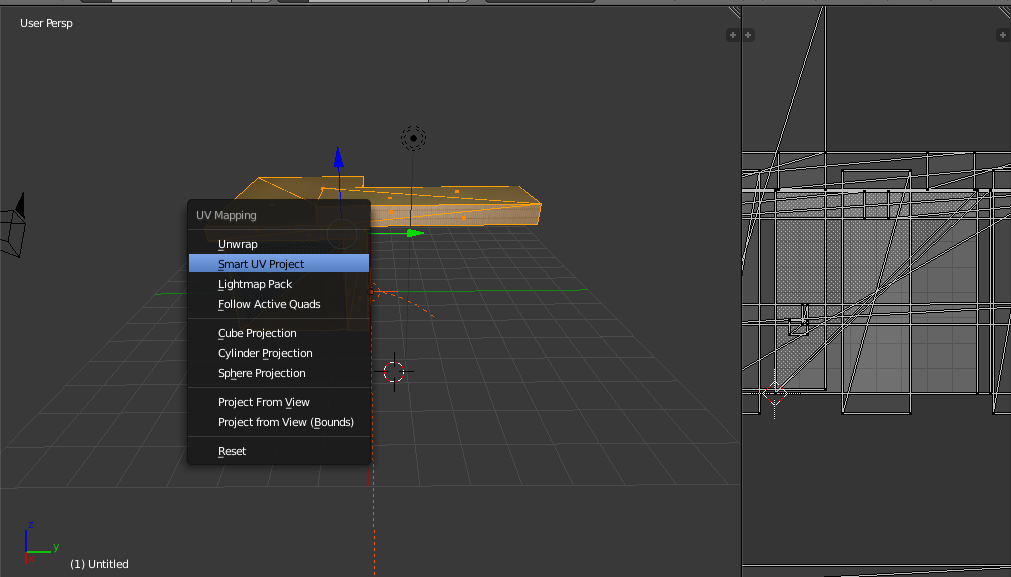 User Persp
UV Mapping
Unwrap
Smart UV Project
Lightmap Pack
Follow Active Quads
Cube Projection
Cylinder Projection
Sphere Projection
Project From View
Project from View (Bounds)
Reset
z
y
(1) Untitled